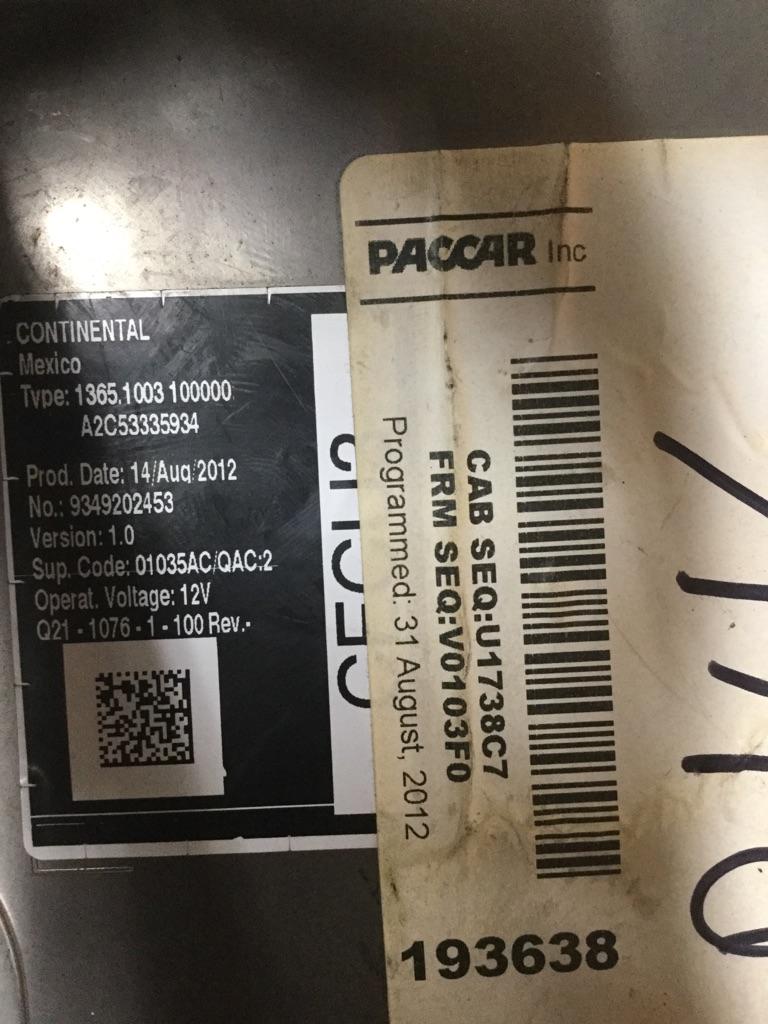 CONTINENTAL
Mexico
Type: 1365.1003 100000
A2C53335934
Prod. Date: 14/Aug/2012
No.: 9349202453
Version: 1.0
Sup. Code: 01035AC/QAC:2
Operat. Voltage: 12V
Q21 - 1076 - 1 - 100 Rev.-
PACCAR Inc
CAB SEQ:U1738C7
FRM SEQ:V0103F0
Programmed: 31 August, 2012
193638